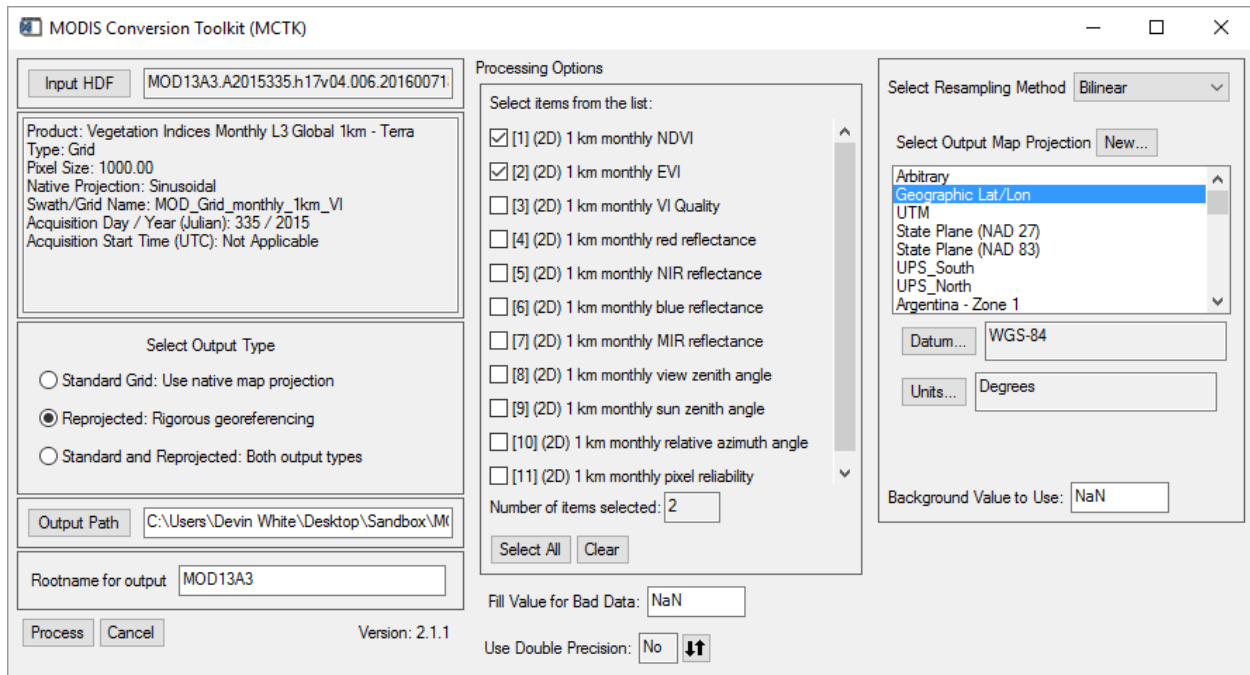 MODIS Conversion Toolkit (MCTK)
Input HDF
MOD13A3.A2015335.h17v04.006.20160071
Product: Vegetation Indices Monthly L3 Global 1km - Terra
Type: Grid
Pixel Size: 1000.00
Native Projection: Sinusoidal
Swath/Grid Name: MOD_Grid_monthly_1km_VI
Acquisition Day / Year (Julian): 335 / 2015
Acquisition Start Time (UTC): Not Applicable
Select Output Type
Standard Grid: Use native map projection
Reprojected: Rigorous georeferencing
Standard and Reprojected: Both output types
Output Path
C:\Users\Devin White\Desktop\Sandbox\M
Rootname for output
MOD13A3
Process
Cancel
Version: 2.1.1
Processing Options
Select items from the list:
[1] (2D) 1 km monthly NDVI
[2] (2D) 1 km monthly EVI
[3] (2D) 1 km monthly VI Quality
[4] (2D) 1 km monthly red reflectance
[5] (2D) 1 km monthly NIR reflectance
[6] (2D) 1 km monthly blue reflectance
[7] (2D) 1 km monthly MIR reflectance
[8] (2D) 1 km monthly view zenith angle
[9] (2D) 1 km monthly sun zenith angle
[10] (2D) 1 km monthly relative azimuth angle
[11] (2D) 1 km monthly pixel reliability
Number of items selected: 2
Select All
Clear
Fill Value for Bad Data: NaN
Use Double Precision: No
Select Resampling Method
Bilinear
Select Output Map Projection
New...
Arbitrary
Geographic Lat/Lon
UTM
State Plane (NAD 27)
State Plane (NAD 83)
UPS_South
UPS_North
Argentina - Zone 1
Datum...
WGS-84
Units...
Degrees
Background Value to Use: NaN